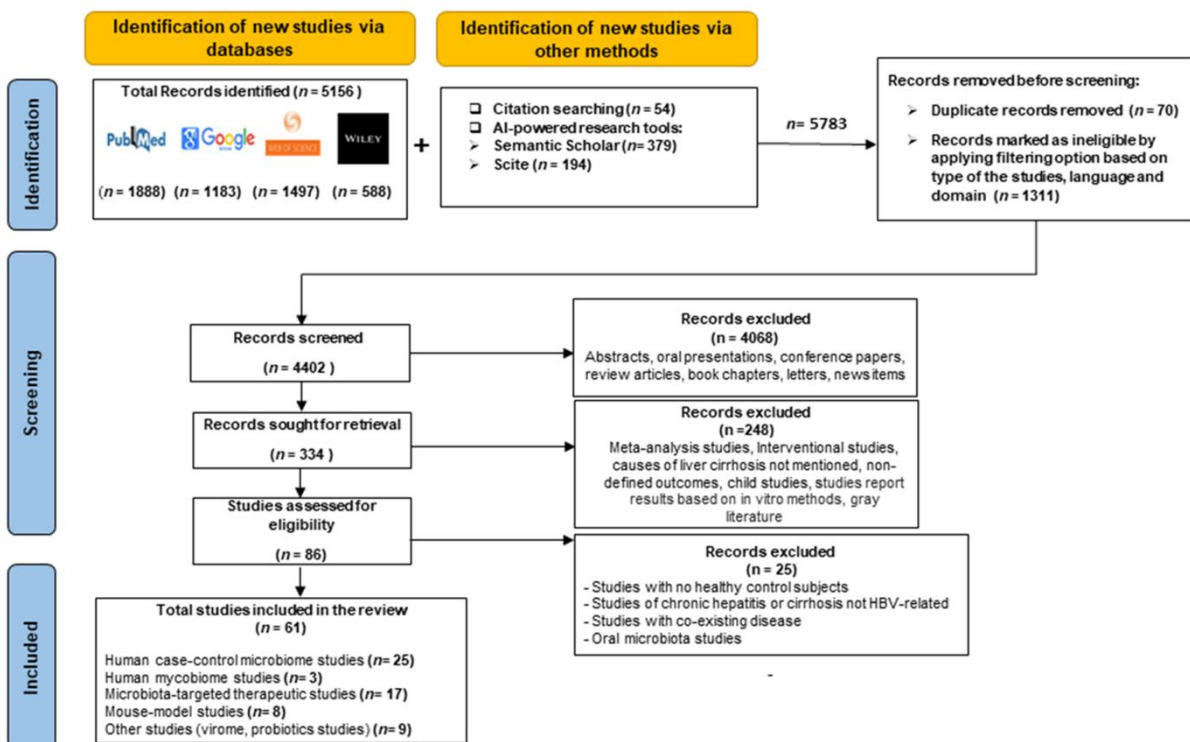 Identification of new studies via
databases
Identification of new studies via
other methods
Identification
Total Records identified (n = 5156)
PubMed
Google
WEB OF SCIENCE
WILEY
(n = 1888) (n = 1183) (n = 1497) (n = 588)
+
Citation searching (n = 54)
AI-powered research tools:
Semantic Scholar (n= 379)
Scite (n = 194)
n= 5783
Records removed before screening:
Duplicate records removed (n = 70)
Records marked as ineligible by
applying filtering option based on
type of the studies, language and
domain (n = 1311)
Screening
Records screened
(n = 4402 )
Records excluded
(n = 4068)
Abstracts, oral presentations, conference papers,
review articles, book chapters, letters, news items
Records sought for retrieval
(n = 334 )
Records excluded
(n =248)
Meta-analysis studies, Interventional studies,
causes of liver cirrhosis not mentioned, non-
defined outcomes, child studies, studies report
results based on in vitro methods, gray
literature
Studies assessed for
eligibility
(n = 86)
Records excluded
(n = 25)
- Studies with no healthy control subjects
- Studies of chronic hepatitis or cirrhosis not HBV-related
- Studies with co-existing disease
- Oral microbiota studies
-
Included
Total studies included in the review
(n = 61)
Human case-control microbiome studies (n= 25)
Human mycobiome studies (n= 3)
Microbiota-targeted therapeutic studies (n= 17)
Mouse-model studies (n= 8)
Other studies (virome, probiotics studies) (n= 9)